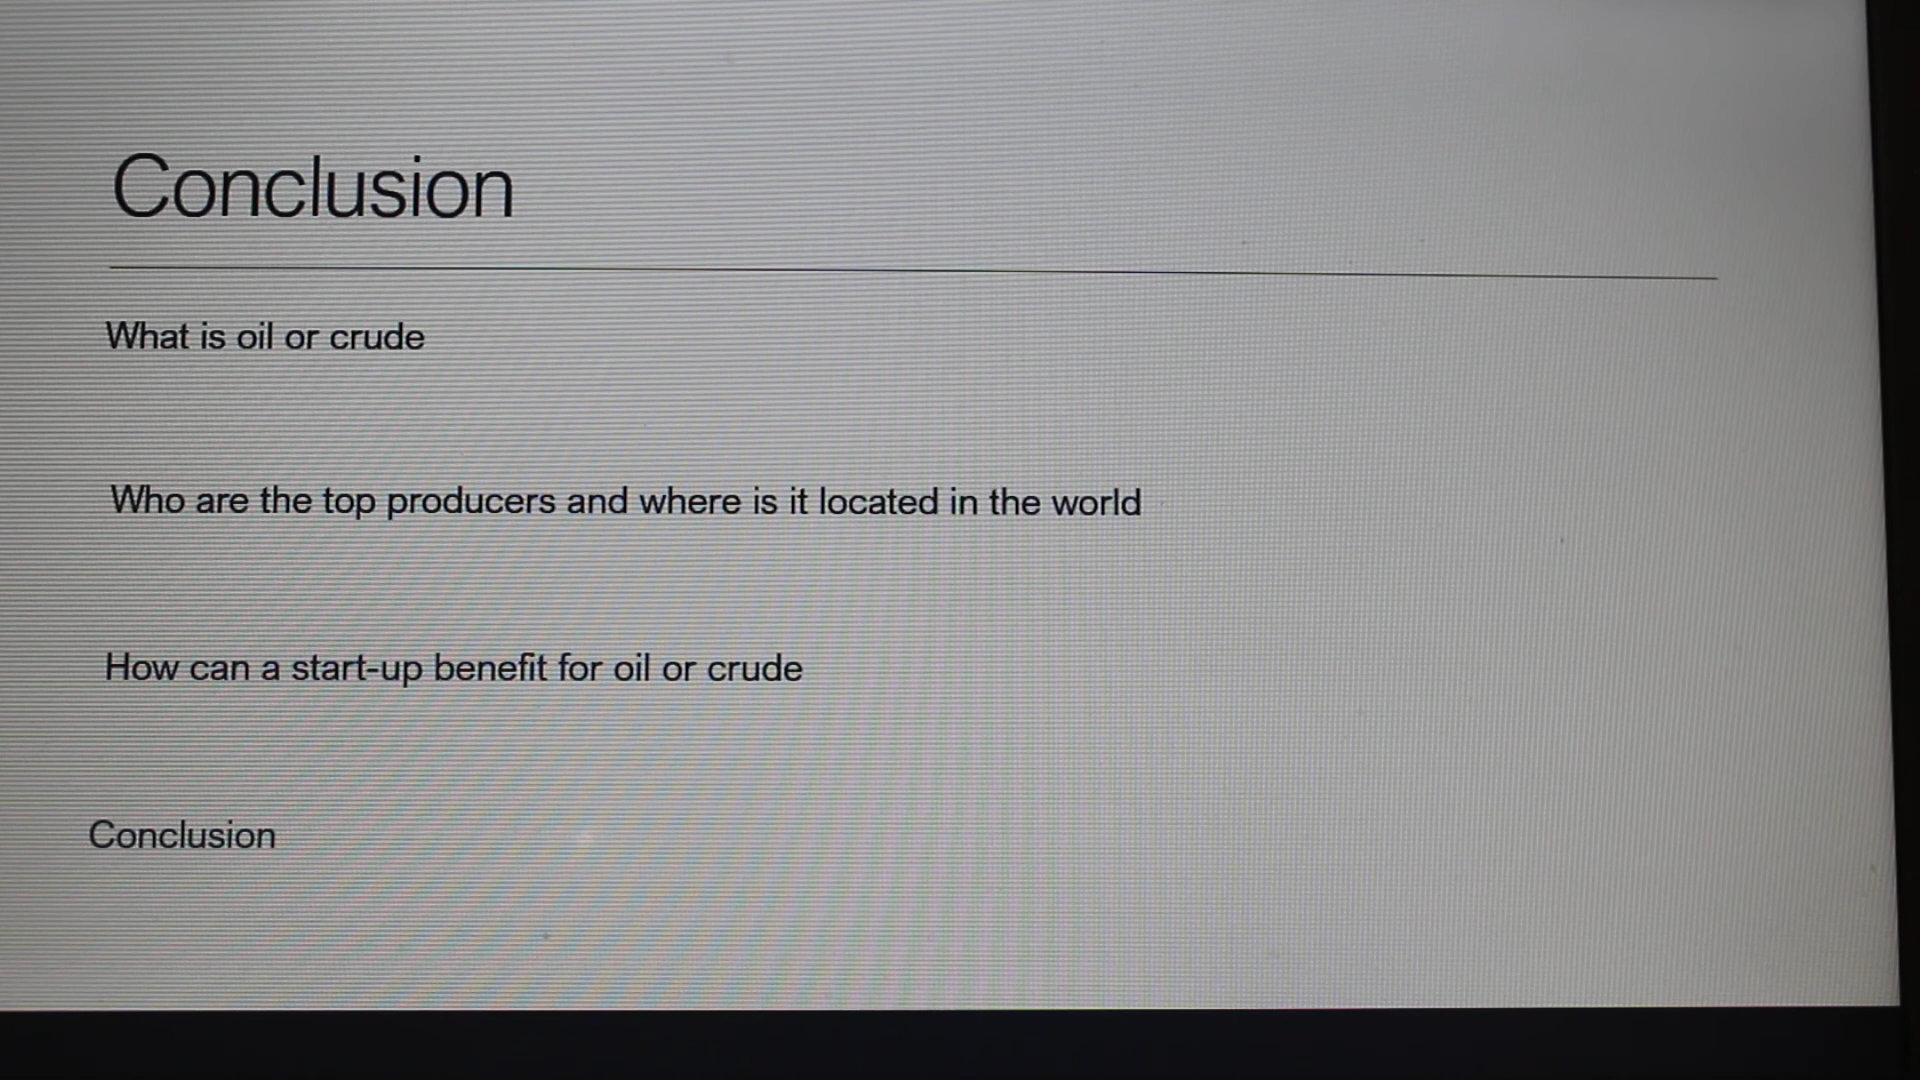 Conclusion
What is oil or crude
Who are the top producers and where is it located in the world
How can a start-up benefit for oil or crude
Conclusion